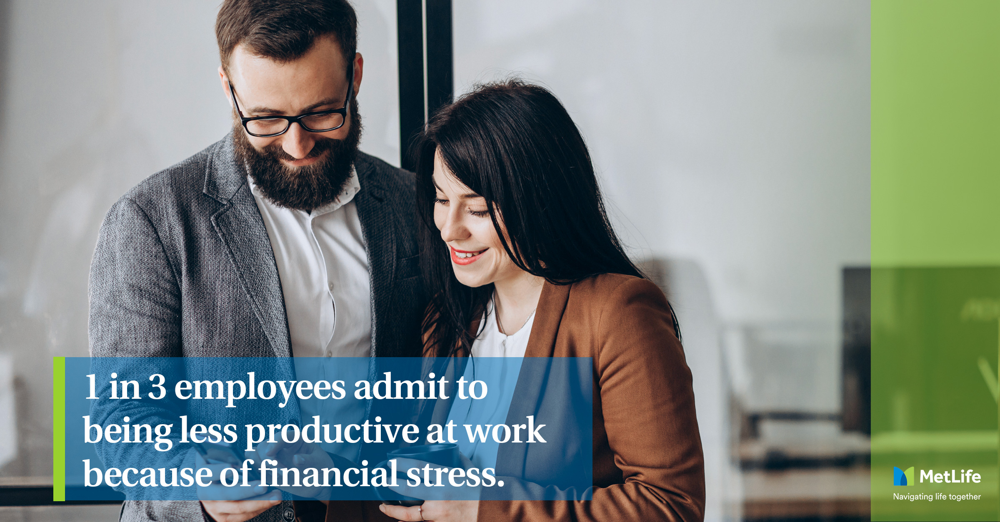 1 in 3 employees admit to
being less productive at work
because of financial stress.
MetLife
Navigating life together